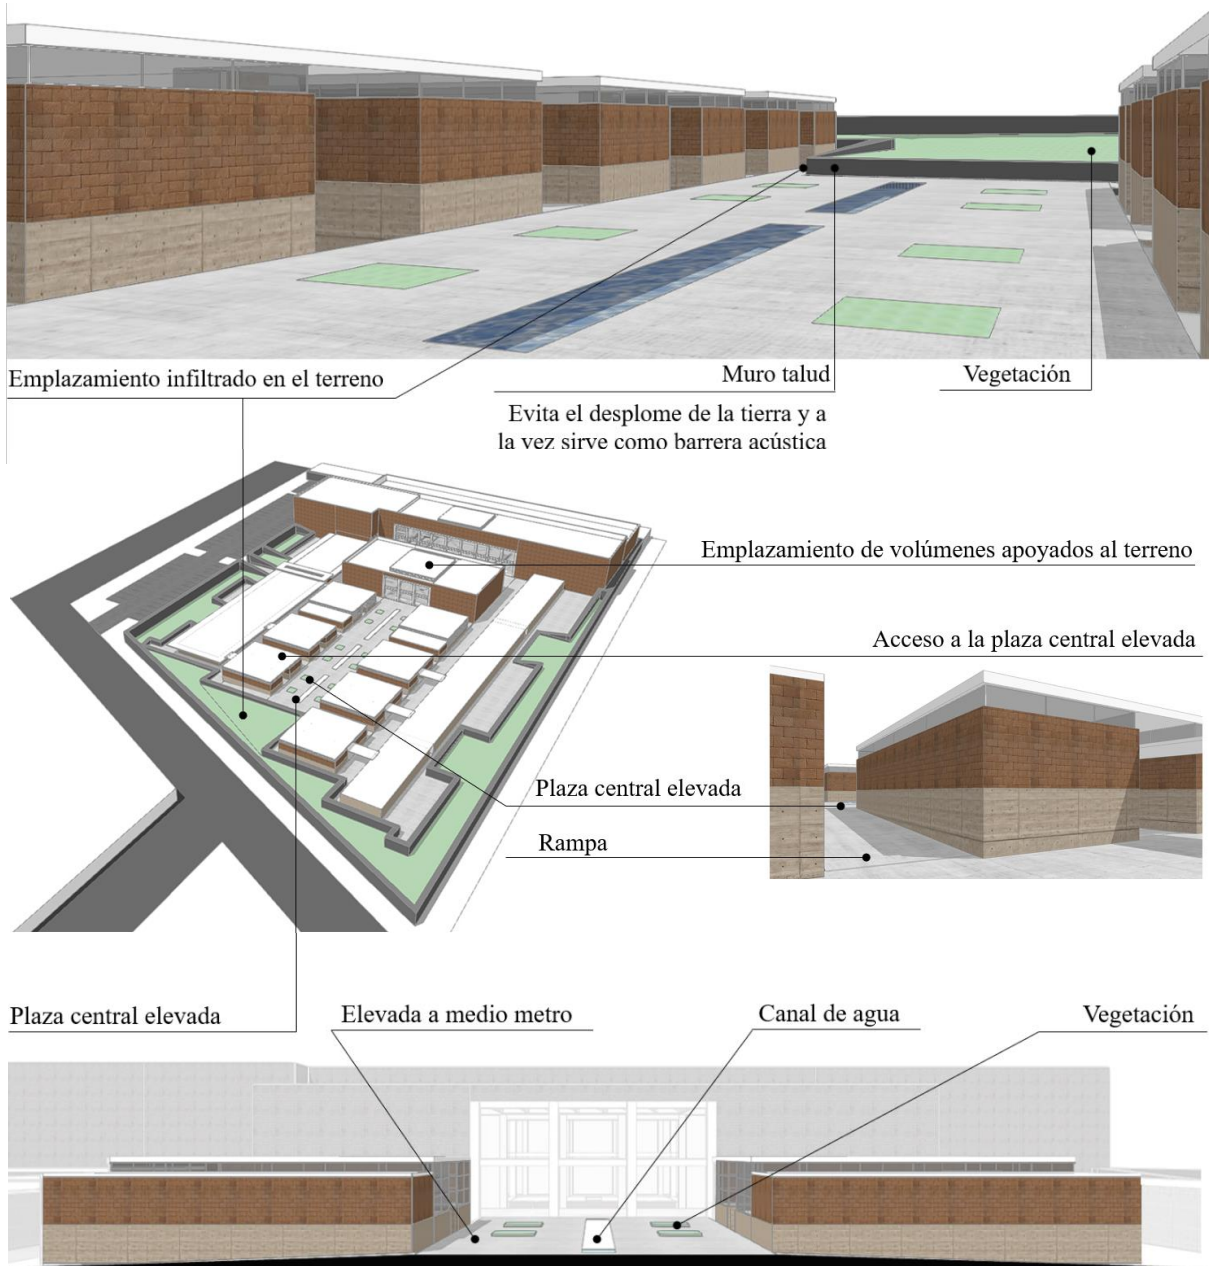 Emplazamiento infiltrado en el terreno
Muro talud
Vegetación
Evita el desplome de la tierra y a
la vez sirve como barrera acústica
Emplazamiento de volúmenes apoyados al terreno
Acceso a la plaza central elevada
Plaza central elevada
Rampa
Plaza central elevada
Elevada a medio metro
Canal de agua
Vegetación